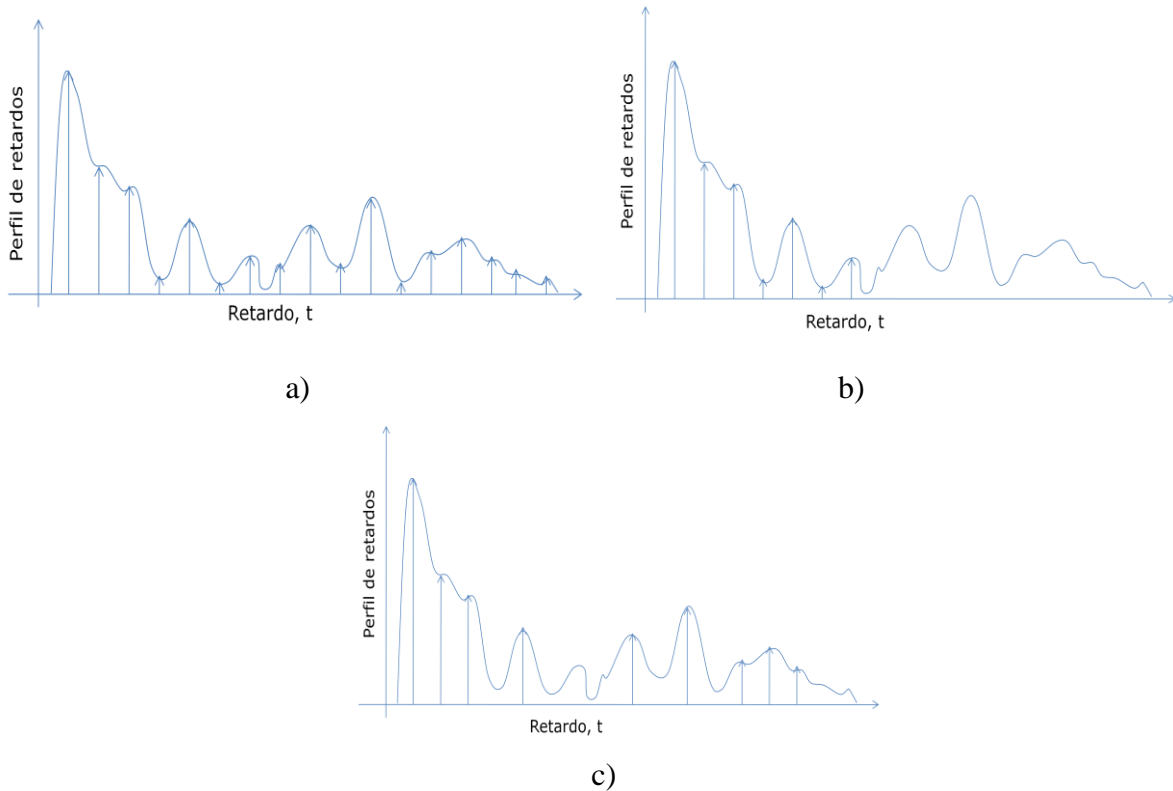 Perfil de retardos
Retardo, t
a)
Perfil de retardos
Retardo, t
b)
Perfil de retardos
Retardo, t
c)